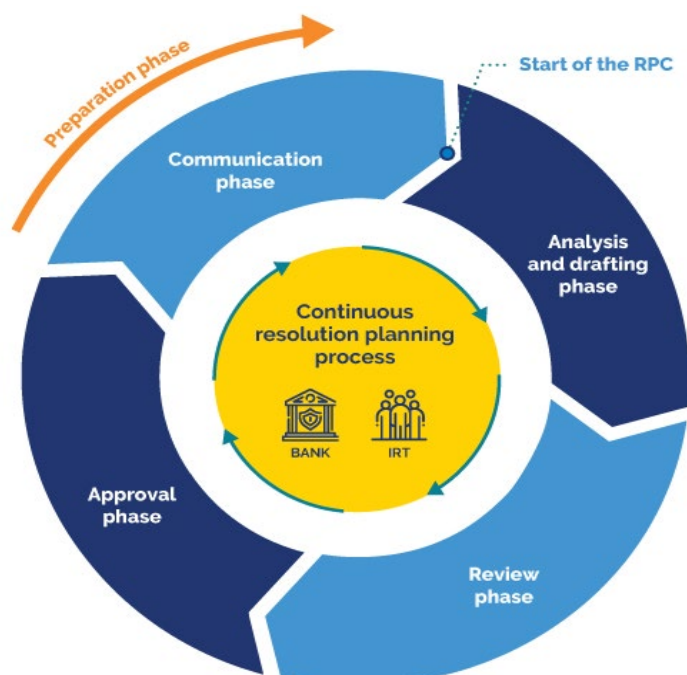 Preparation phase
Start of the RPC
Communication
phase
Analysis
and drafting
phase
Continuous
resolution planning
process
BANK
IRT
Approval
phase
Review
phase